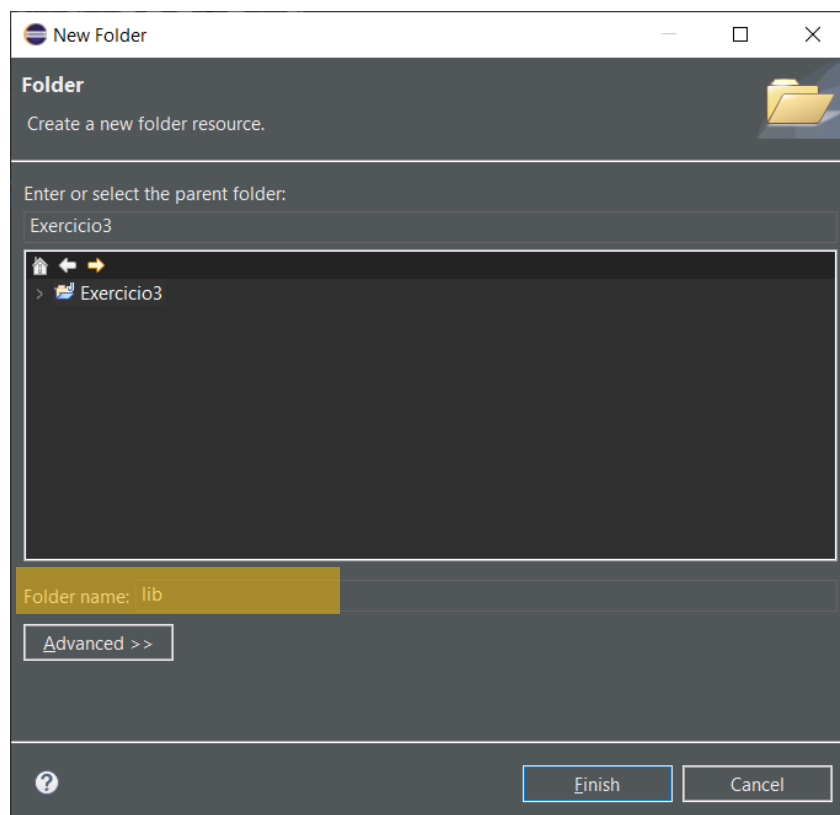 New Folder
Folder
Create a new folder resource.
Enter or select the parent folder:
Exercicio3
Exercicio3
Folder name: lib
Advanced >>
Finish
Cancel